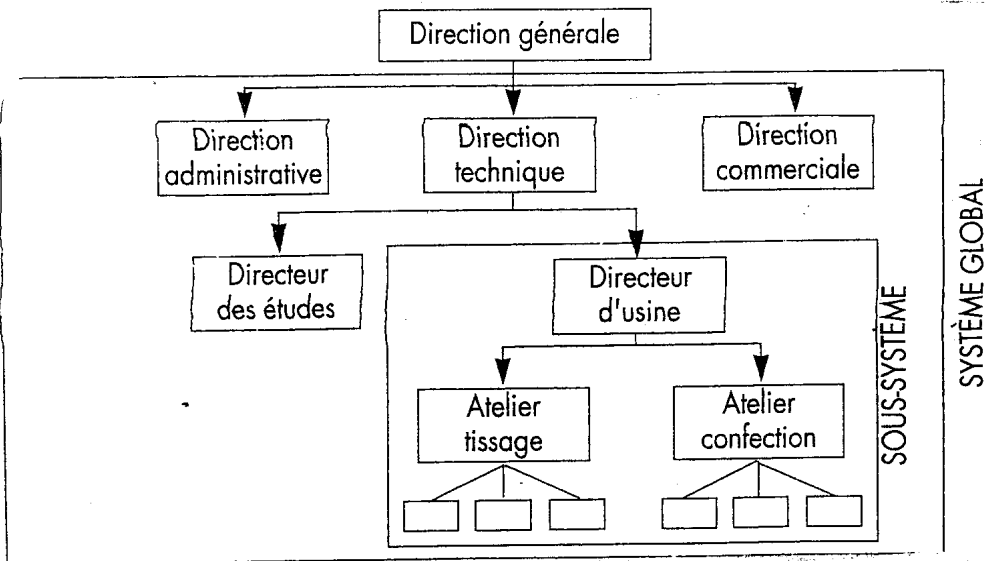 Direction générale
Direction
administrative
Direction
technique
Direction
commerciale
Directeur
des études
Directeur
d'usine
Atelier
tissage
Atelier
confection
SOUS-SYSTÈME
SYSTÈME GLOBAL